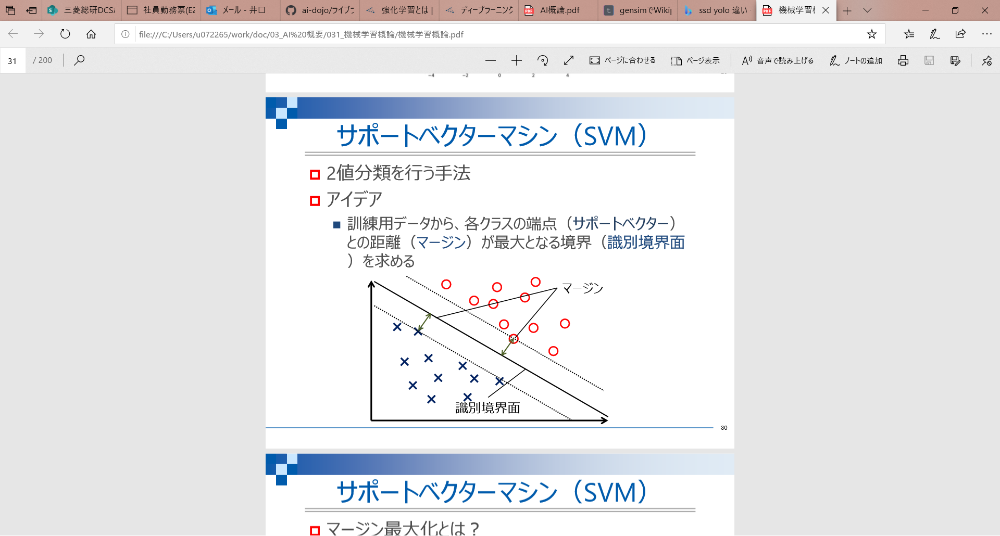 三菱総研DCSポ
社員勤務票(E2
メール - 井口
ai-dojo/ライブラ
強化学習とは |
ディープラーニング
AI概論.pdf
gensimでWikip
ssd yolo 違い -
機械学習概
file:///C:/Users/u072265/work/doc/03_AI%20概要/031_機械学習概論/機械学習概論.pdf
31 / 200
ページに合わせる
ページ表示
音声で読み上げる
ノートの追加
−4 −2 0 2 4
サポートベクターマシン（SVM）
2値分類を行う手法
アイデア
訓練用データから、各クラスの端点（サポートベクター）
との距離（マージン）が最大となる境界（識別境界面
）を求める
マージン
識別境界面
30
サポートベクターマシン（SVM）
マージン最大化とは？